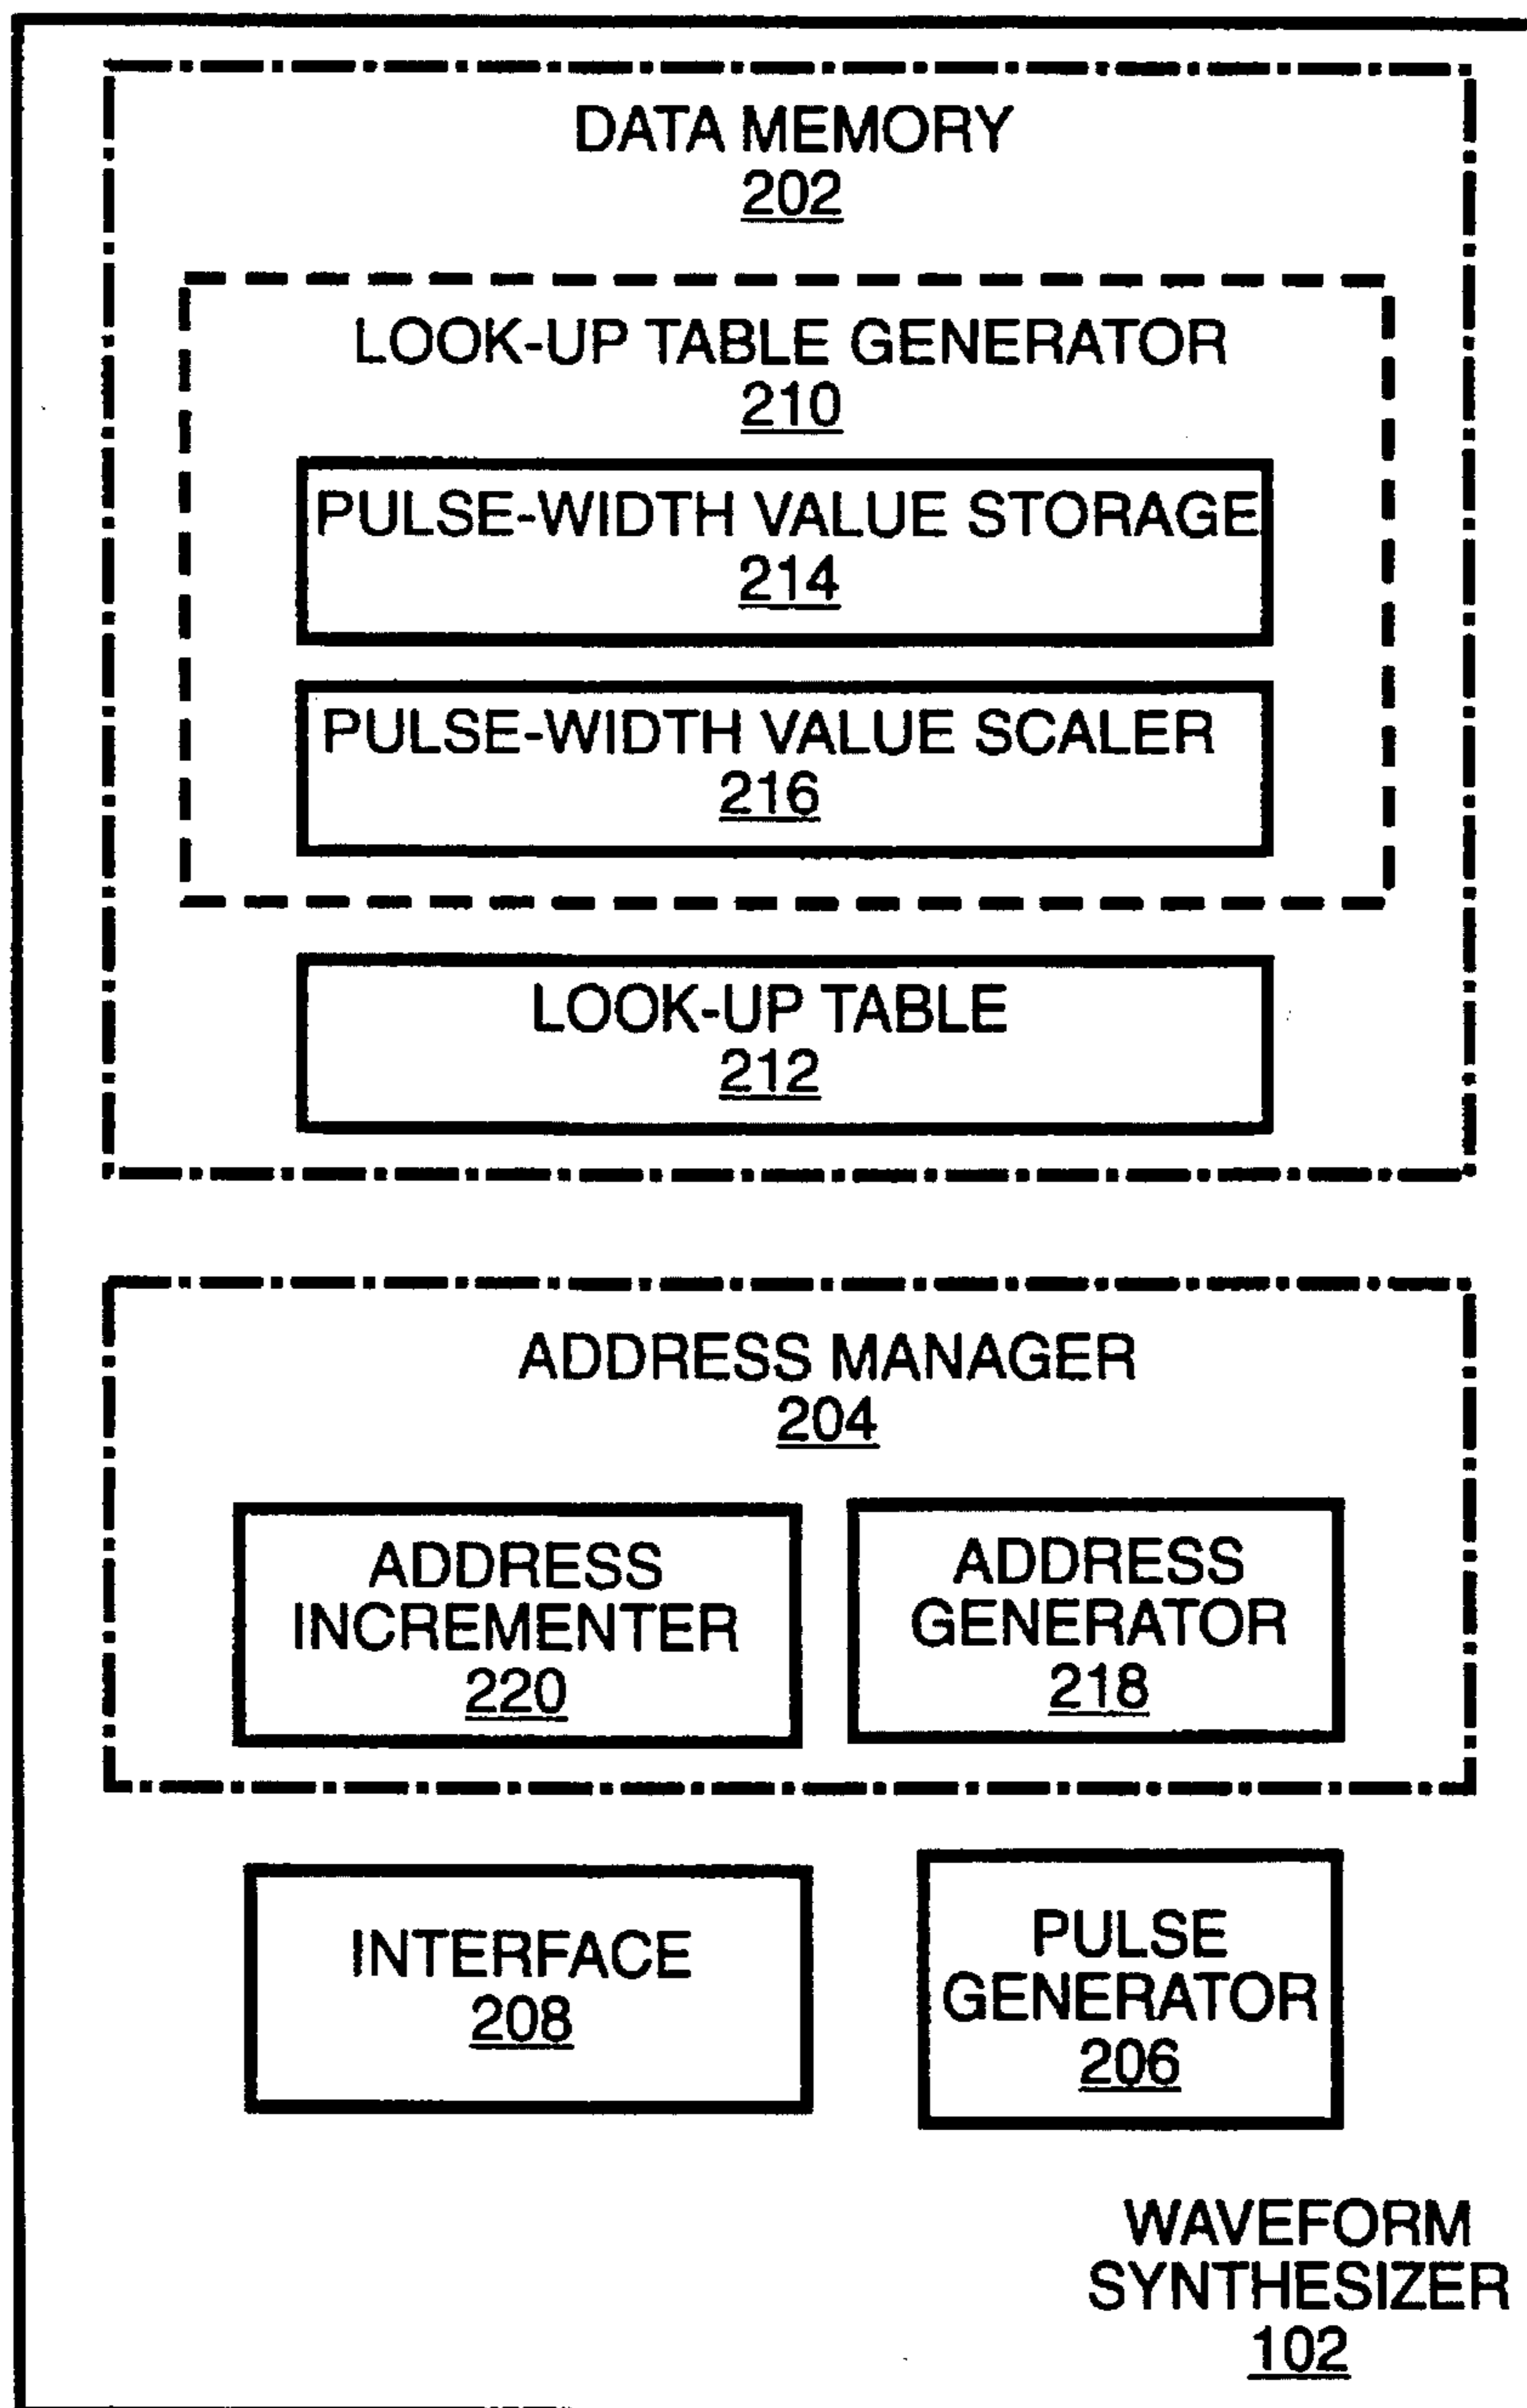 DATA MEMORY
202
LOOK-UP TABLE GENERATOR
210
PULSE-WIDTH VALUE STORAGE
214
PULSE-WIDTH VALUE SCALER
216
LOOK-UP TABLE
212
ADDRESS MANAGER
204
ADDRESS
INCREMENTER
220
ADDRESS
GENERATOR
218
INTERFACE
208
PULSE
GENERATOR
206
WAVEFORM
SYNTHESIZER
102